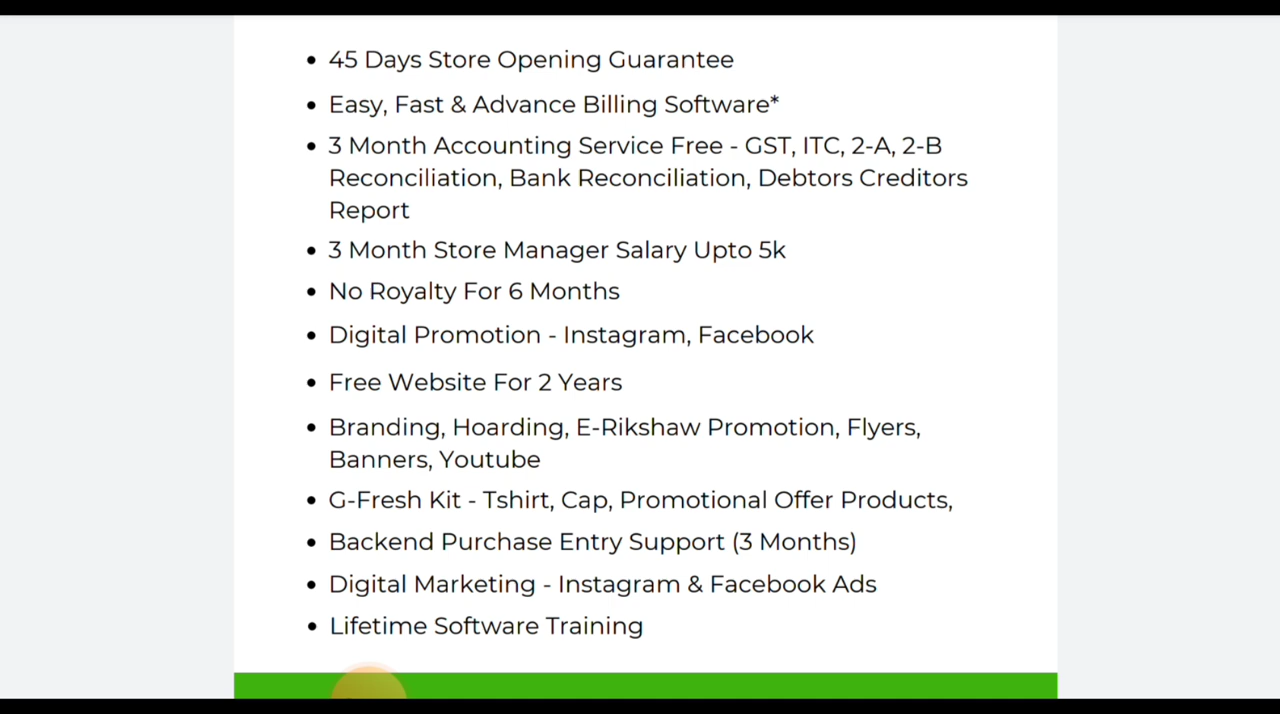 45 Days Store Opening Guarantee
Easy, Fast & Advance Billing Software*
3 Month Accounting Service Free - GST, ITC, 2-A, 2-B
Reconciliation, Bank Reconciliation, Debtors Creditors
Report
3 Month Store Manager Salary Upto 5k
No Royalty For 6 Months
Digital Promotion - Instagram, Facebook
Free Website For 2 Years
Branding, Hoarding, E-Rikshaw Promotion, Flyers,
Banners, Youtube
G-Fresh Kit - Tshirt, Cap, Promotional Offer Products,
Backend Purchase Entry Support (3 Months)
Digital Marketing - Instagram & Facebook Ads
Lifetime Software Training